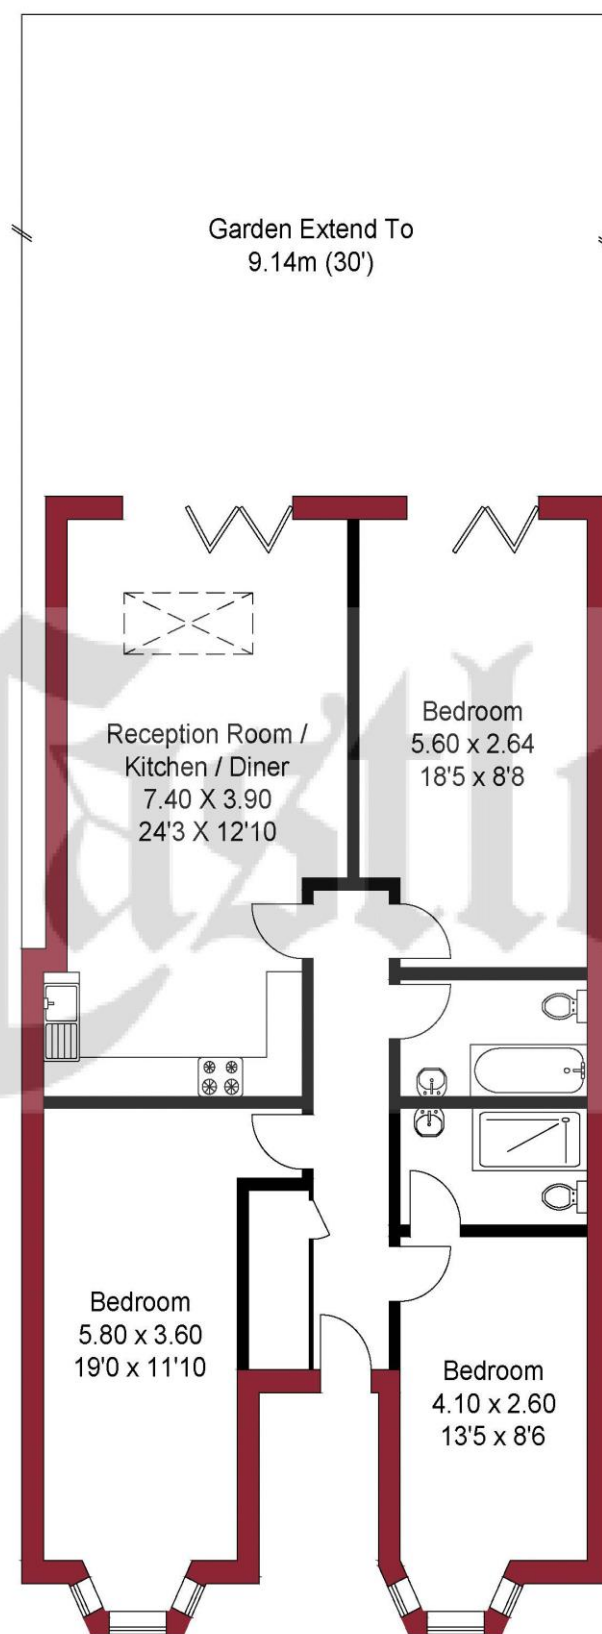 Garden Extend To
9.14m (30')
Reception Room /
Kitchen / Diner
7.40 X 3.90
24'3 X 12'10
Bedroom
5.60 x 2.64
18'5 x 8'8
Bedroom
5.80 x 3.60
19'0 x 11'10
Bedroom
4.10 x 2.60
13'5 x 8'6